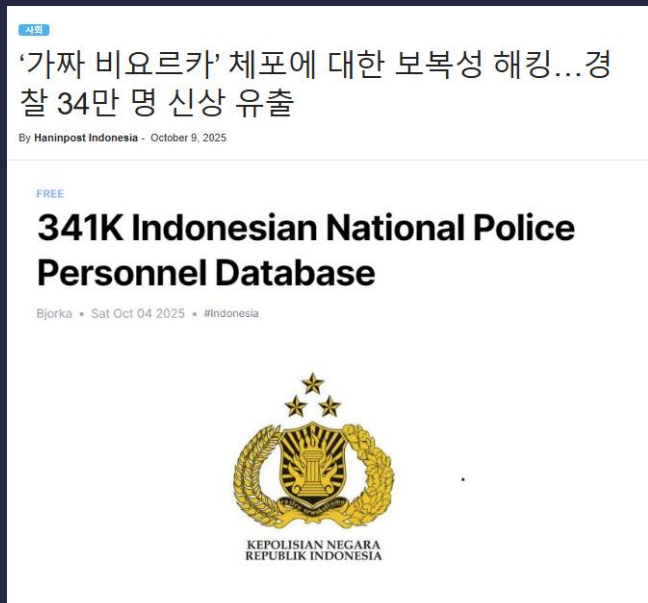 사회
‘가짜 비요르카’ 체포에 대한 보복성 해킹…경
찰 34만 명 신상 유출
By Haninpost Indonesia - October 9, 2025
FREE
341K Indonesian National Police
Personnel Database
Bjorka • Sat Oct 04 2025 • #Indonesia
KEPOLISIAN NEGARA
REPUBLIK INDONESIA